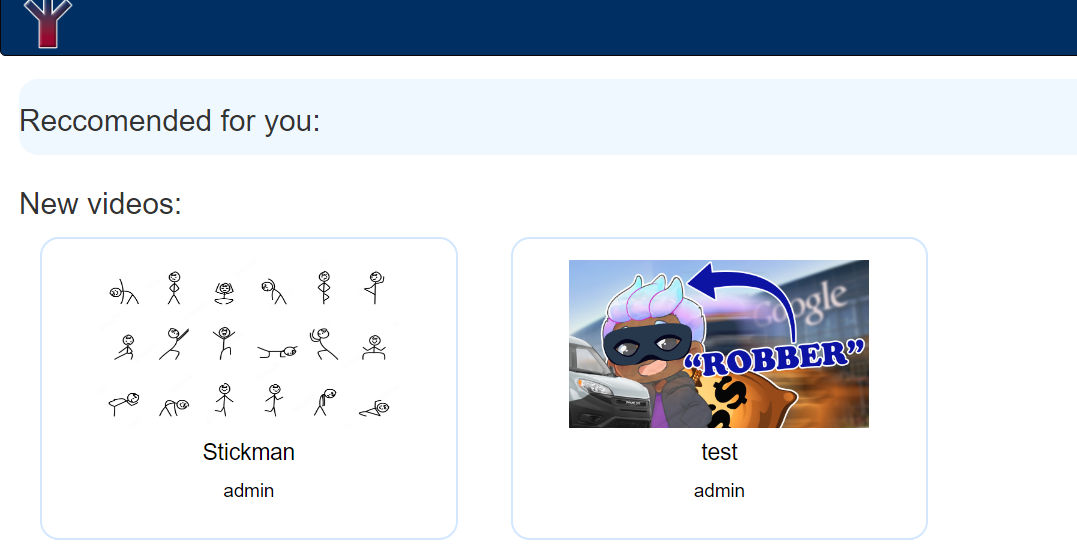 Reccomended for you:
New videos:
Google
“ROBBER”
$'S
Stickman
admin
test
admin